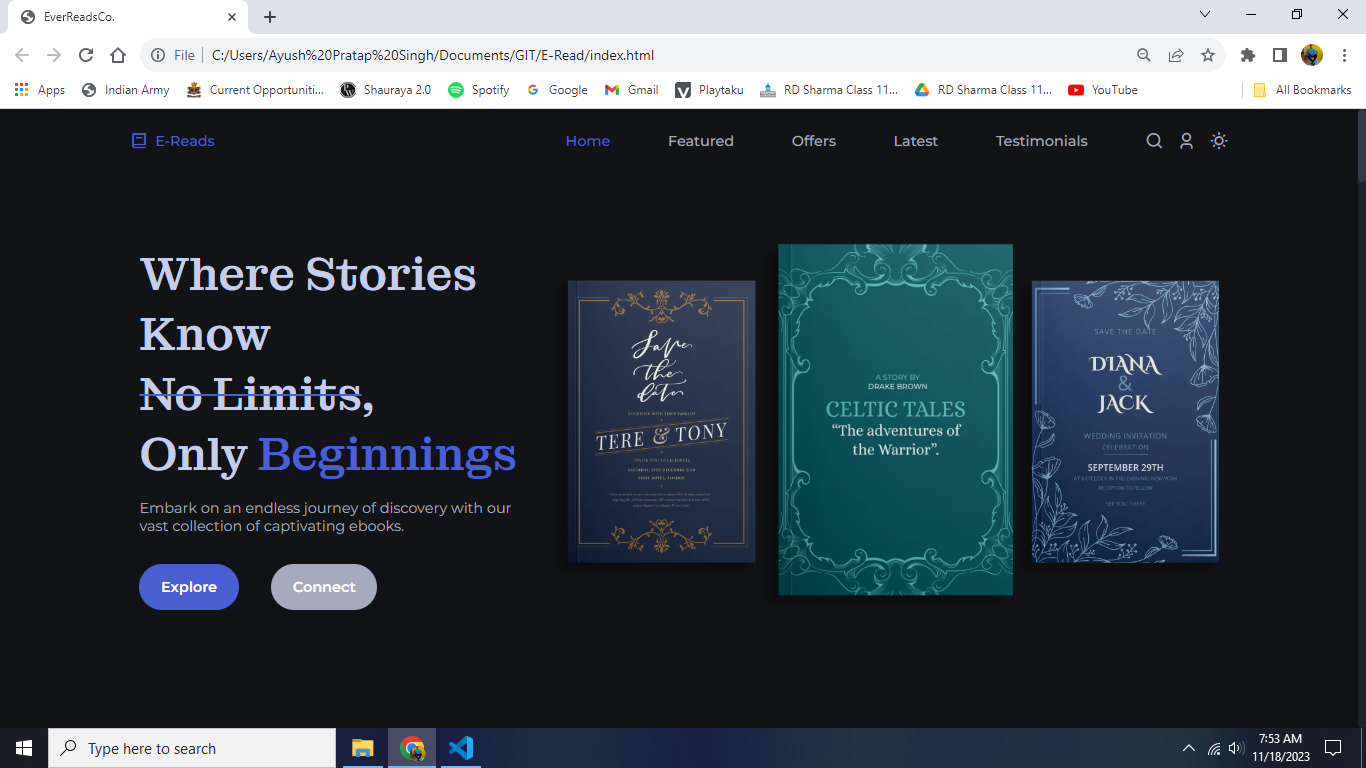 EverReadsCo.
File
C:/Users/Ayush%20Pratap%20Singh/Documents/GIT/E-Read/index.html
Apps
Indian Army
Current Opportuniti...
Shauraya 2.0
Spotify
Google
Gmail
Playtaku
RD Sharma Class 11...
RD Sharma Class 11...
YouTube
All Bookmarks
E-Reads
Home
Featured
Offers
Latest
Testimonials
Where Stories
Know
No Limits,
Only Beginnings
Embark on an endless journey of discovery with our
vast collection of captivating ebooks.
Explore
Connect
Save
the
date
TOGETHER WITH THEIR FAMILIES
TERE & TONY
INVITE YOU TO CELEBRATE
A STORY BY
DRAKE BROWN
CELTIC TALES
“The adventures of
the Warrior”.
SAVE THE DATE
DIANA
&
JACK
WEDDING INVITATION
CELEBRATION
SEPTEMBER 29TH
AT 6 O'CLOCK IN THE EVENING, NEW YORK
RECEPTION TO FOLLOW
SEE YOU THERE
Type here to search
7:53 AM
11/18/2023